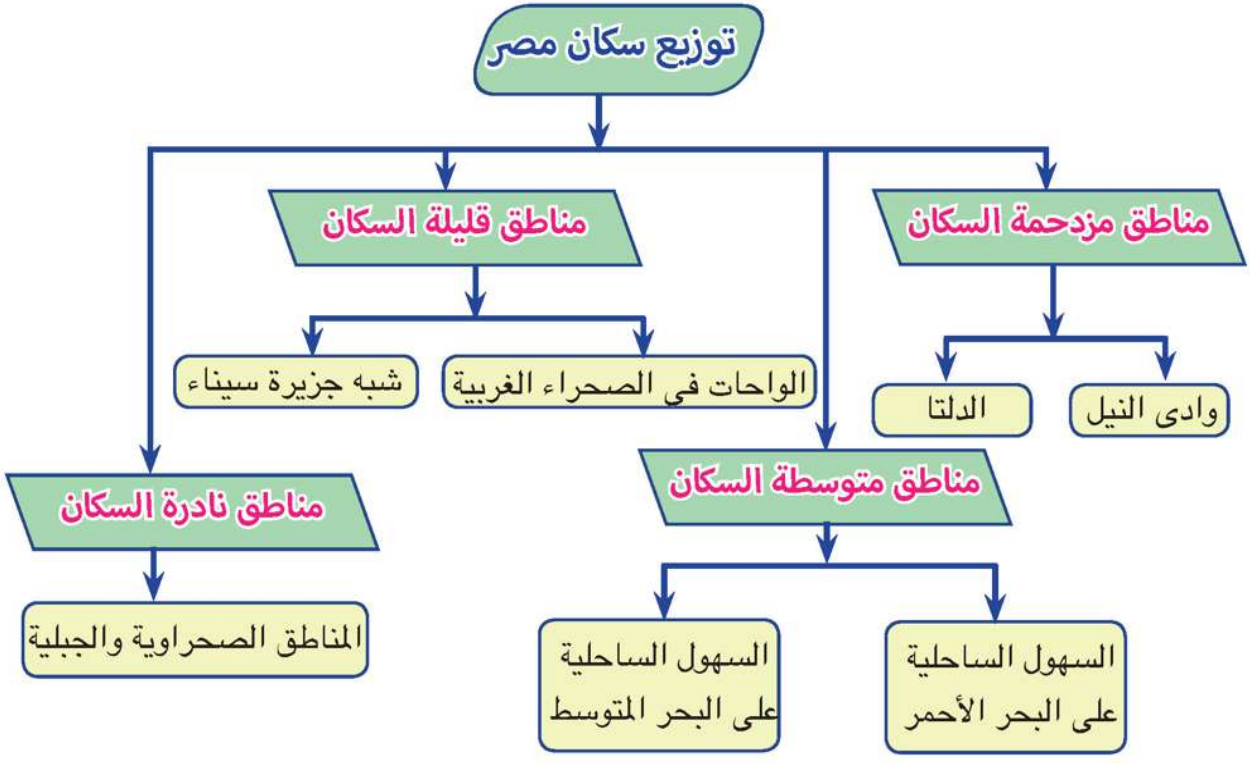 توزيع سكان مصر
مناطق مزدحمة السكان
وادى النيل
الدلتا
مناطق متوسطة السكان
السهول الساحلية
على البحر الأحمر
السهول الساحلية
على البحر المتوسط
مناطق قليلة السكان
الواحات فى الصحراء الغربية
شبه جزيرة سيناء
مناطق نادرة السكان
المناطق الصحراوية والجبلية